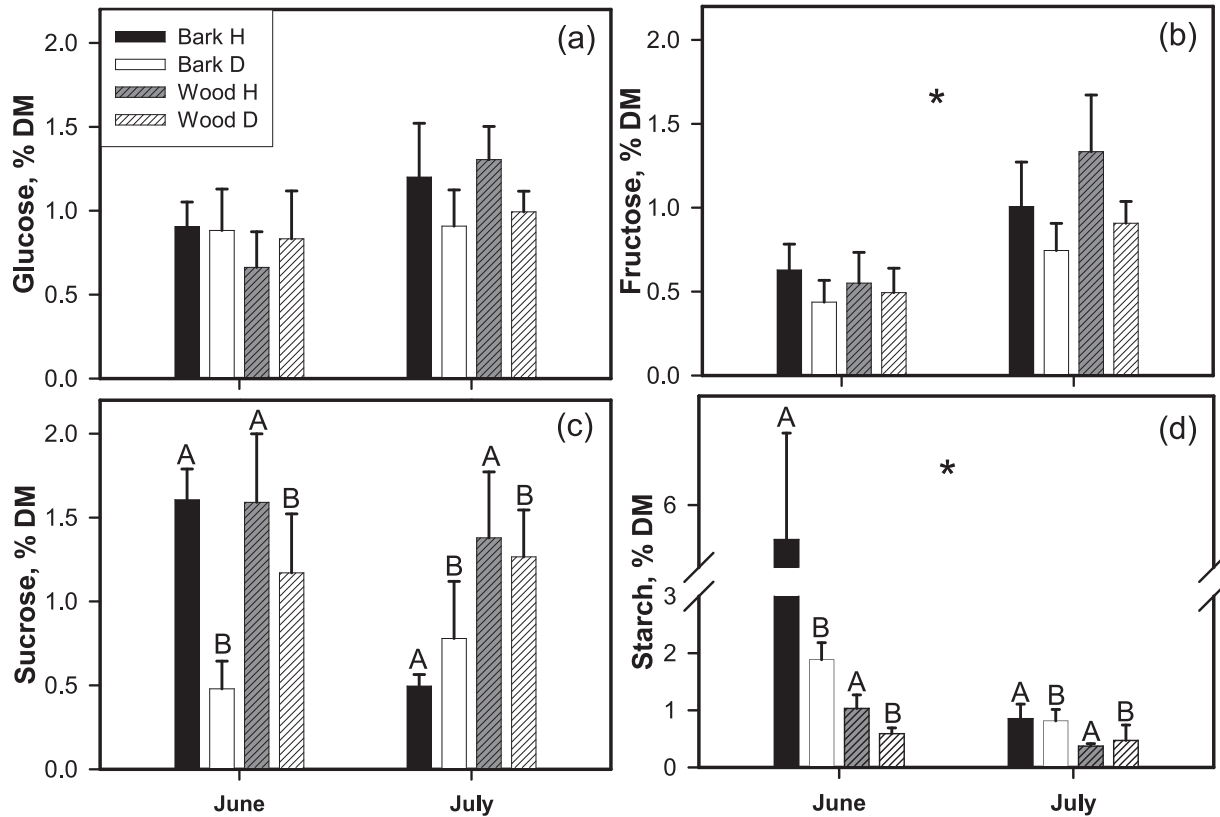 (a)
Bark H
Bark D
Wood H
Wood D
Glucose, % DM
2.0
1.5
1.0
0.5
0.0
(b)
*
Fructose, % DM
2.0
1.5
1.0
0.5
0.0
(c)
A
B
A
B
A
B
A
B
Sucrose, % DM
2.0
1.5
1.0
0.5
0.0
June
July
(d)
*
A
B
A
B
A
B
A
B
Starch, % DM
6
3
2
1
0
June
July